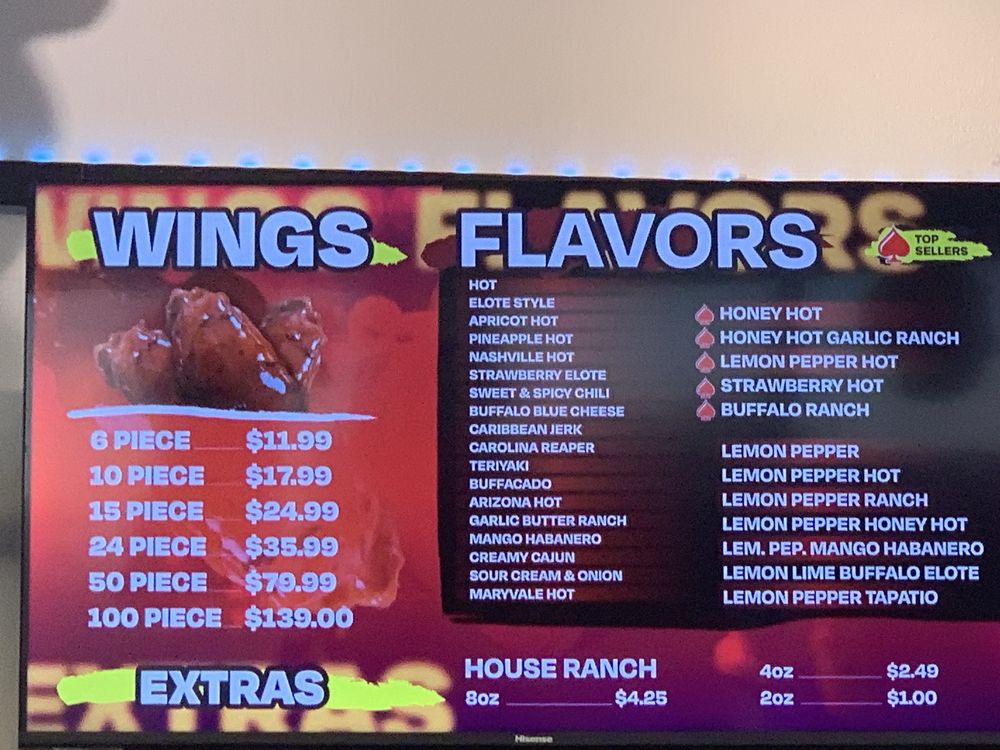 WINGS
6 PIECE $11.99
10 PIECE $17.99
15 PIECE $24.99
24 PIECE $35.99
50 PIECE $79.99
100 PIECE $139.00
FLAVORS
TOP
SELLERS
HOT
ELOTE STYLE
APRICOT HOT
PINEAPPLE HOT
NASHVILLE HOT
STRAWBERRY ELOTE
SWEET & SPICY CHILI
BUFFALO BLUE CHEESE
CARIBBEAN JERK
CAROLINA REAPER
TERIYAKI
BUFFACADO
ARIZONA HOT
GARLIC BUTTER RANCH
MANGO HABANERO
CREAMY CAJUN
SOUR CREAM & ONION
MARYVALE HOT
HONEY HOT
HONEY HOT GARLIC RANCH
LEMON PEPPER HOT
STRAWBERRY HOT
BUFFALO RANCH
LEMON PEPPER
LEMON PEPPER HOT
LEMON PEPPER RANCH
LEMON PEPPER HONEY HOT
LEM. PEP. MANGO HABANERO
LEMON LIME BUFFALO ELOTE
LEMON PEPPER TAPATIO
EXTRAS
HOUSE RANCH
8oz $4.25
4oz $2.49
2oz $1.00
Hisense